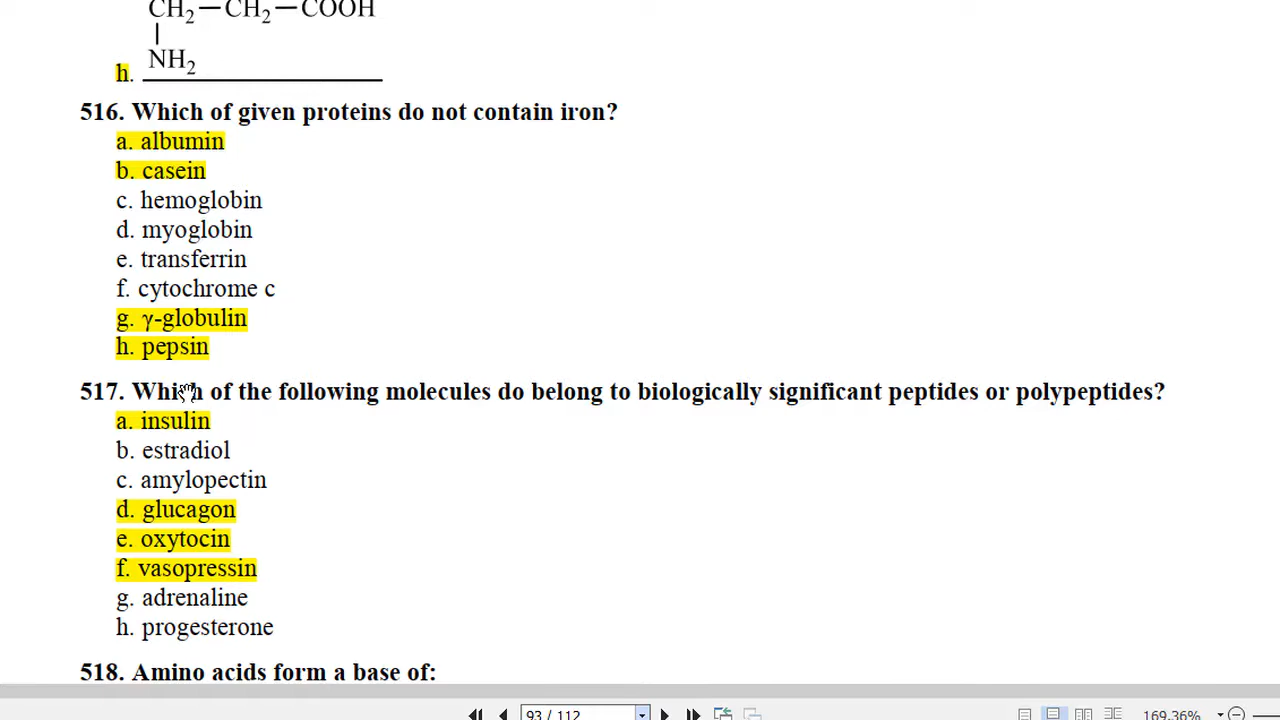 CH2—CH2—COOH
NH2
h.
516. Which of given proteins do not contain iron?
a. albumin
b. casein
c. hemoglobin
d. myoglobin
e. transferrin
f. cytochrome c
g. γ-globulin
h. pepsin
517. Which of the following molecules do belong to biologically significant peptides or polypeptides?
a. insulin
b. estradiol
c. amylopectin
d. glucagon
e. oxytocin
f. vasopressin
g. adrenaline
h. progesterone
518. Amino acids form a base of:
93 / 112
169.36%